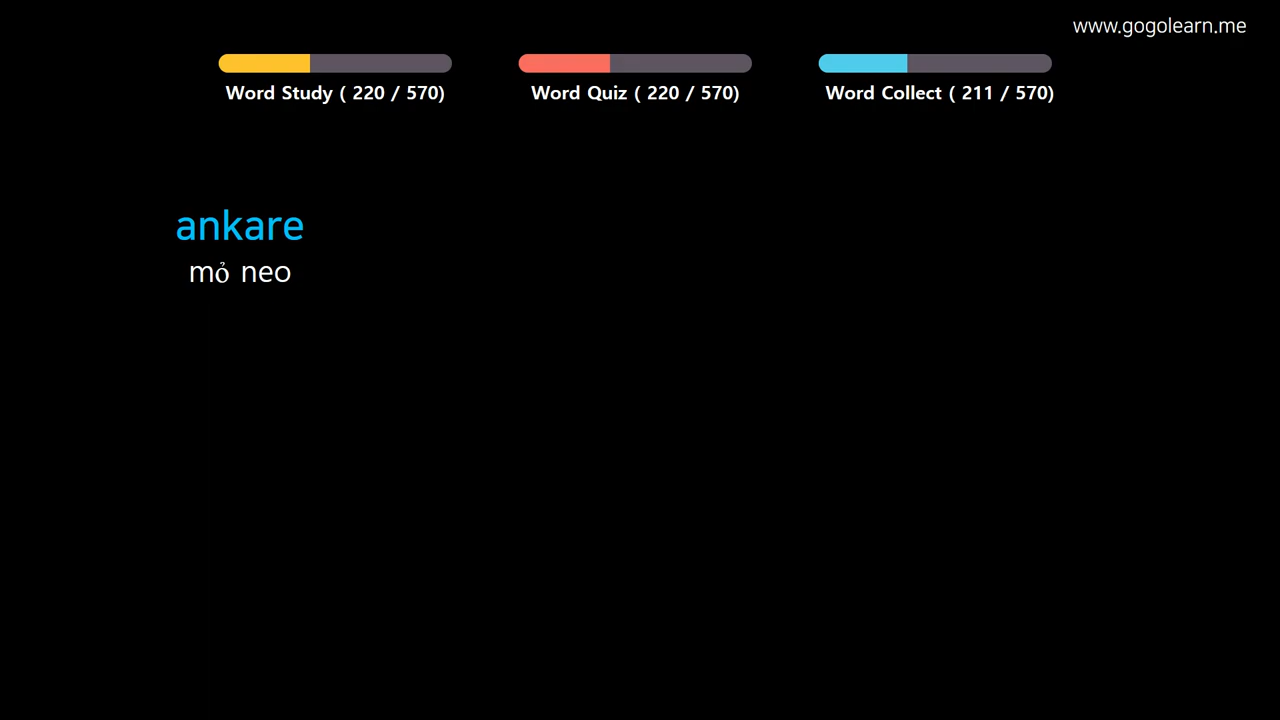 www.gogolearn.me
Word Study ( 220 / 570)
Word Quiz ( 220 / 570)
Word Collect ( 211 / 570)
ankare
mỏ neo